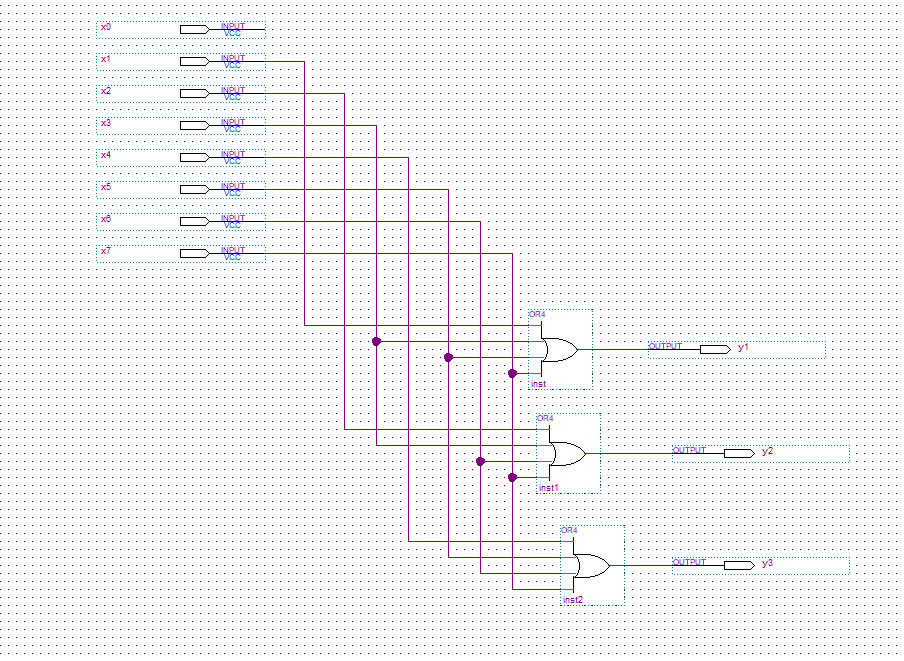 x0 INPUT
VCC
x1 INPUT
VCC
x2 INPUT
VCC
x3 INPUT
VCC
x4 INPUT
VCC
x5 INPUT
VCC
x6 INPUT
VCC
x7 INPUT
VCC
OR4
OUTPUT y1
inst
OR4
OUTPUT y2
inst1
OR4
OUTPUT y3
inst2